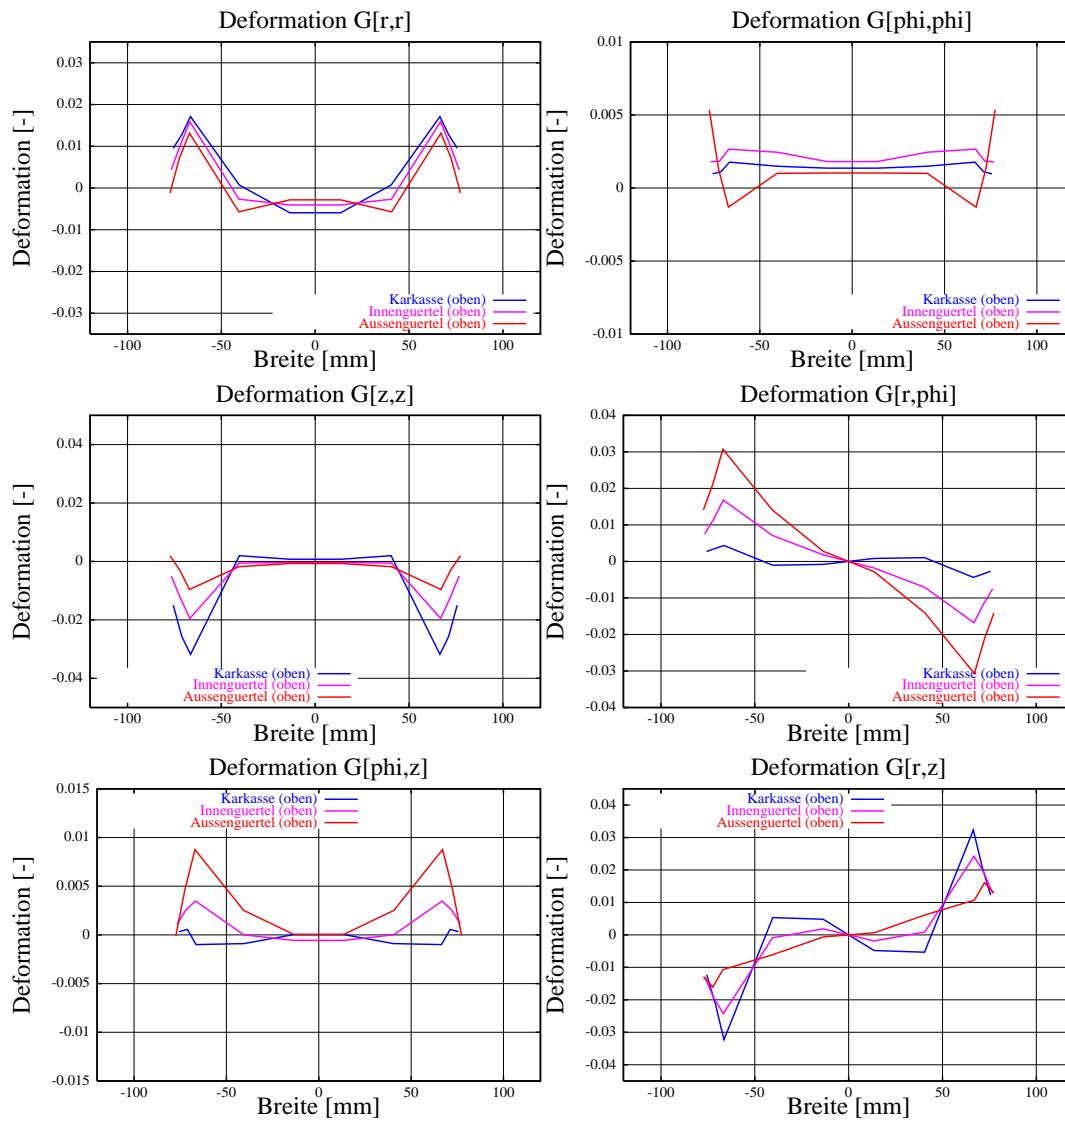 Deformation G[r,r]
Deformation [-]
0.03
0.02
0.01
0
-0.01
-0.02
-0.03
Karkasse (oben)
Innenguertel (oben)
Aussenguertel (oben)
-100 -50 0 50 100
Breite [mm]
Deformation G[phi,phi]
Deformation [-]
0.01
0.005
0
-0.005
-0.01
Karkasse (oben)
Innenguertel (oben)
Aussenguertel (oben)
-100 -50 0 50 100
Breite [mm]
Deformation G[z,z]
Deformation [-]
0.04
0.02
0
-0.02
-0.04
Karkasse (oben)
Innenguertel (oben)
Aussenguertel (oben)
-100 -50 0 50 100
Breite [mm]
Deformation G[r,phi]
Deformation [-]
0.04
0.03
0.02
0.01
0
-0.01
-0.02
-0.03
-0.04
Karkasse (oben)
Innenguertel (oben)
Aussenguertel (oben)
-100 -50 0 50 100
Breite [mm]
Deformation G[phi,z]
Deformation [-]
0.015
0.01
0.005
0
-0.005
-0.01
-0.015
Karkasse (oben)
Innenguertel (oben)
Aussenguertel (oben)
-100 -50 0 50 100
Breite [mm]
Deformation G[r,z]
Deformation [-]
0.04
0.03
0.02
0.01
0
-0.01
-0.02
-0.03
-0.04
Karkasse (oben)
Innenguertel (oben)
Aussenguertel (oben)
-100 -50 0 50 100
Breite [mm]